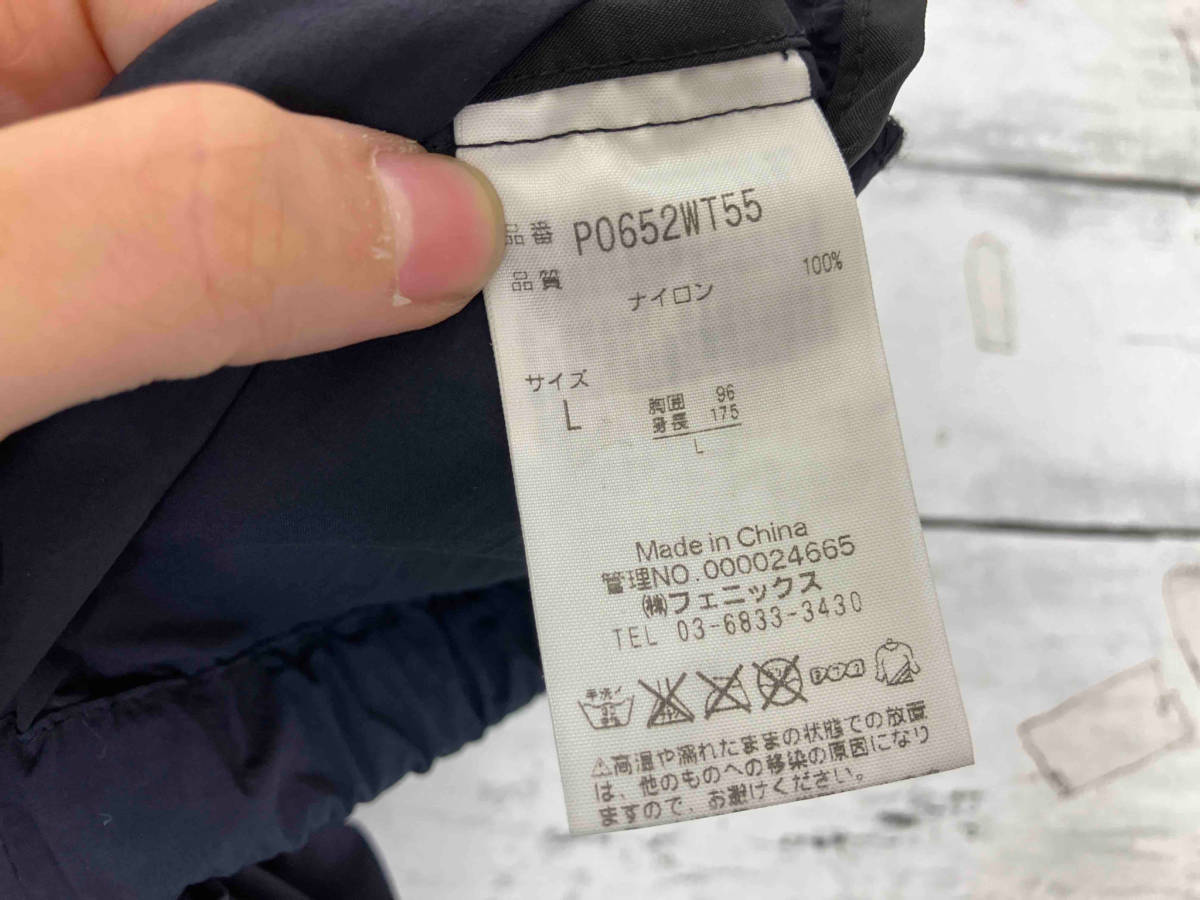 品番 P0652WT55
品質
ナイロン 100%
サイズ
L
胸囲 96
身長 175
L
Made in China
管理NO.000024665
㈱フェニックス
TEL 03-6833-3430
手洗イ
⚠高温や濡れたままの状態での放置
は、他のものへの移染の原因になり
ますので、お避けください。